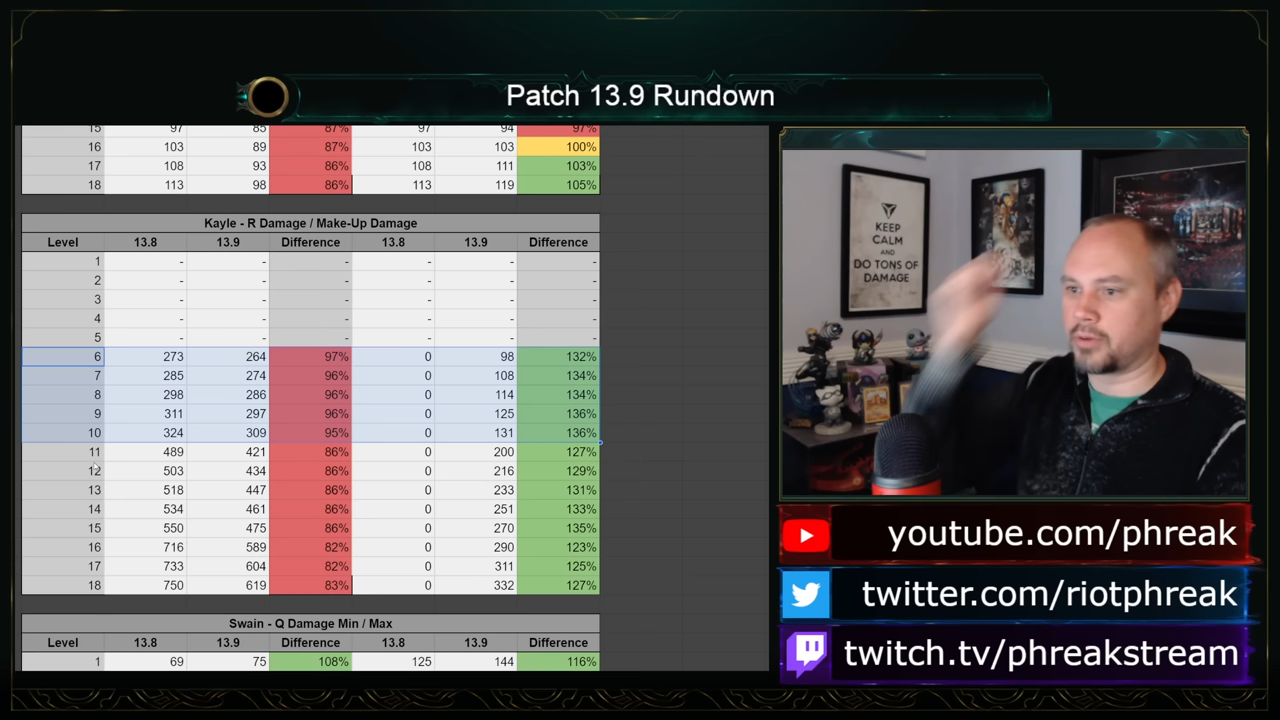 Patch 13.9 Rundown
15 97 85 87% 97 94 97%
16 103 89 87% 103 103 100%
17 108 93 86% 108 111 103%
18 113 98 86% 113 119 105%
Kayle - R Damage / Make-Up Damage
Level 13.8 13.9 Difference 13.8 13.9 Difference
1 - - - - - -
2 - - - - - -
3 - - - - - -
4 - - - - - -
5 - - - - - -
6 273 264 97% 0 98 132%
7 285 274 96% 0 108 134%
8 298 286 96% 0 114 134%
9 311 297 96% 0 125 136%
10 324 309 95% 0 131 136%
11 489 421 86% 0 200 127%
12 503 434 86% 0 216 129%
13 518 447 86% 0 233 131%
14 534 461 86% 0 251 133%
15 550 475 86% 0 270 135%
16 716 589 82% 0 290 123%
17 733 604 82% 0 311 125%
18 750 619 83% 0 332 127%
Swain - Q Damage Min / Max
Level 13.8 13.9 Difference 13.8 13.9 Difference
1 69 75 108% 125 144 116%
KEEP
CALM
AND
DO TONS OF
DAMAGE
youtube.com/phreak
twitter.com/riotphreak
twitch.tv/phreakstream